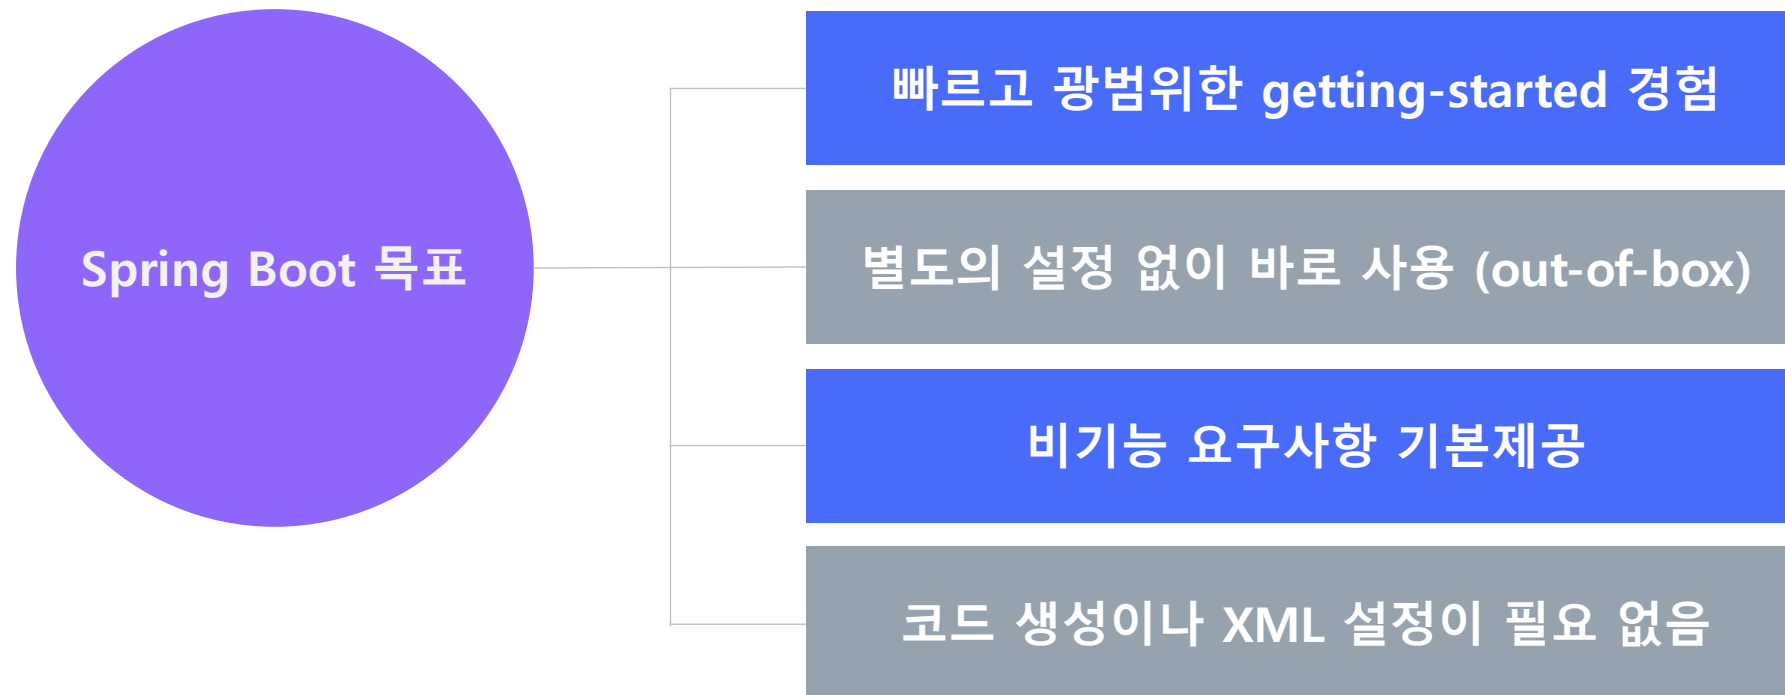 Spring Boot 목표
빠르고 광범위한 getting-started 경험
별도의 설정 없이 바로 사용 (out-of-box)
비기능 요구사항 기본제공
코드 생성이나 XML 설정이 필요 없음